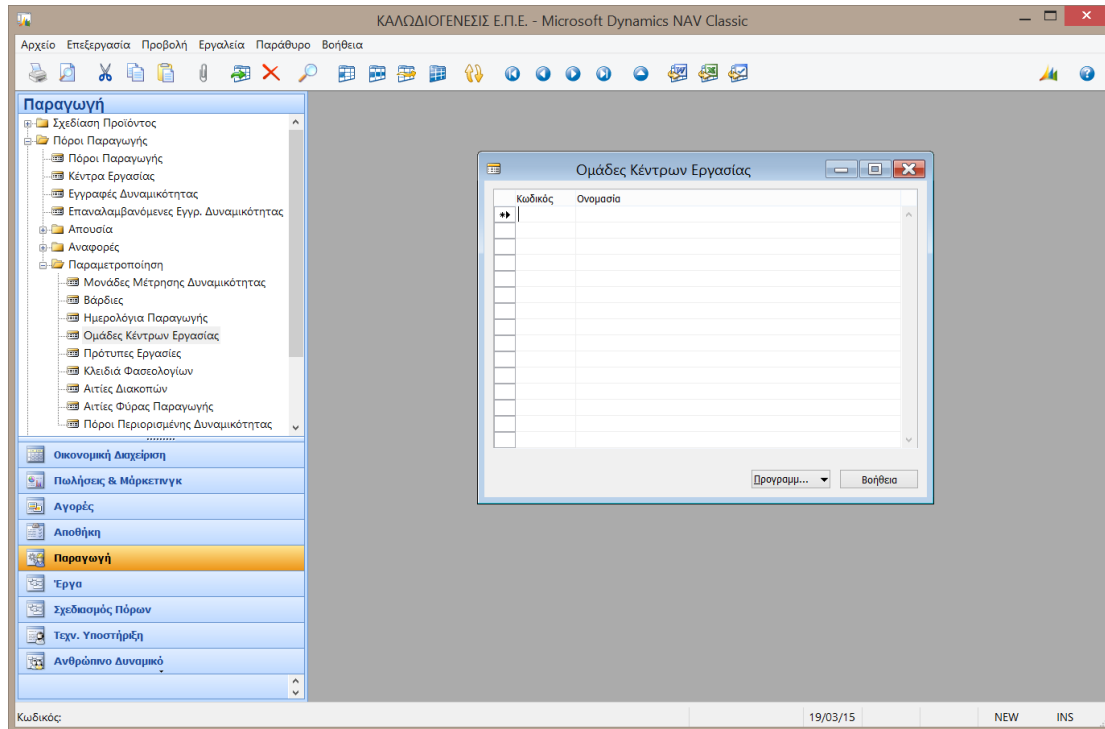 ΚΑΛΩΔΙΟΓΕΝΕΣΙΣ Ε.Π.Ε. - Microsoft Dynamics NAV Classic
Αρχείο Επεξεργασία Προβολή Εργαλεία Παράθυρο Βοήθεια
Παραγωγή
Σχεδίαση Προϊόντος
Πόροι Παραγωγής
Πόροι Παραγωγής
Κέντρα Εργασίας
Εγγραφές Δυναμικότητας
Επαναλαμβανόμενες Εγγρ. Δυναμικότητας
Απουσία
Αναφορές
Παραμετροποίηση
Μονάδες Μέτρησης Δυναμικότητας
Βάρδιες
Ημερολόγια Παραγωγής
Ομάδες Κέντρων Εργασίας
Πρότυπες Εργασίες
Κλειδιά Φασεολογίων
Αιτίες Διακοπών
Αιτίες Φύρας Παραγωγής
Πόροι Περιορισμένης Δυναμικότητας
Οικονομική Διαχείριση
Πωλήσεις & Μάρκετινγκ
Αγορές
Αποθήκη
Παραγωγή
Έργα
Σχεδιασμός Πόρων
Τεχν. Υποστήριξη
Ανθρώπινο Δυναμικό
Ομάδες Κέντρων Εργασίας
Κωδικός Ονομασία
Προγραμμ... Βοήθεια
Κωδικός: 19/03/15 NEW INS